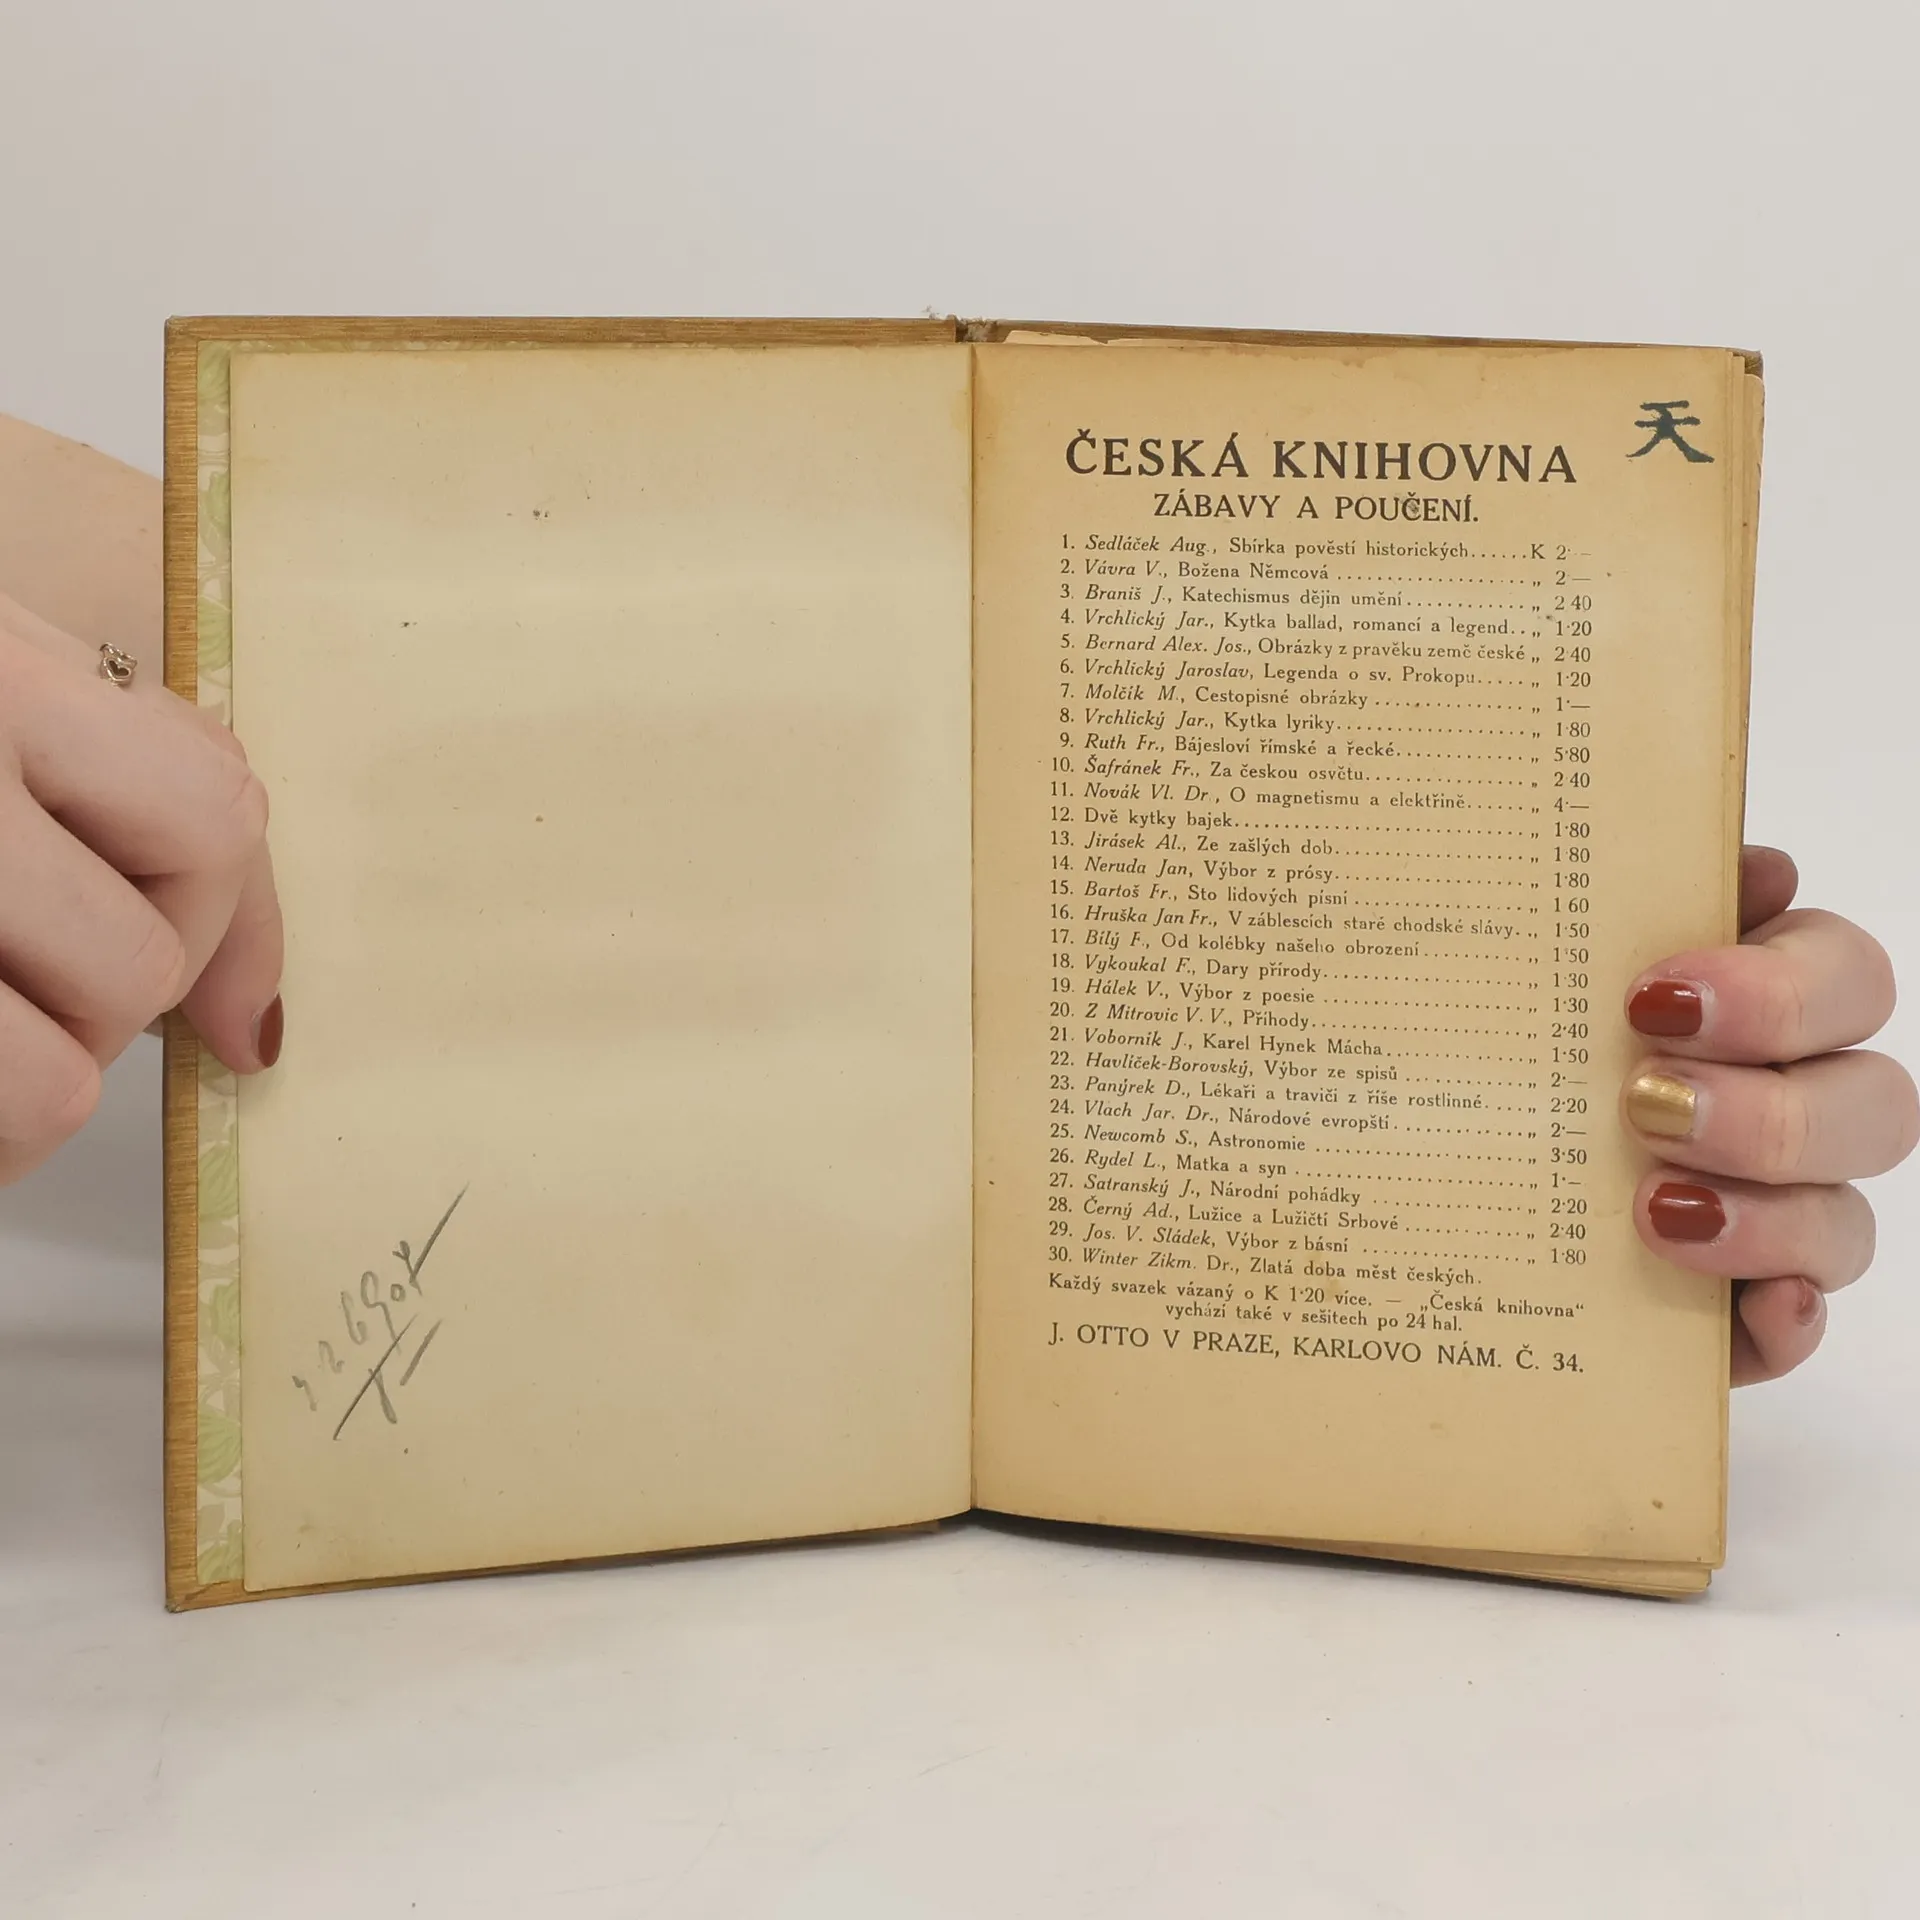 天
ČESKÁ KNIHOVNA
ZÁBAVY A POUČENÍ.
1. Sedláček Aug., Sbírka pověstí historických......K 2·—
2. Vávra V., Božena Němcová ................... „ 2 —
3. Braniš J., Katechismus dějin umění............ „ 2 40
4. Vrchlický Jar., Kytka ballad, romancí a legend.. „ 1·20
5. Bernard Alex. Jos., Obrázky z pravěku země české „ 2 40
6. Vrchlický Jaroslav, Legenda o sv. Prokopu..... „ 1·20
7. Molčík M., Cestopisné obrázky ............... „ 1·—
8. Vrchlický Jar., Kytka lyriky................... „ 1·80
9. Ruth Fr., Bájesloví římské a řecké............. „ 5·80
10. Šafránek Fr., Za českou osvětu................ „ 2 40
11. Novák Vl. Dr., O magnetismu a elektřině...... „ 4·—
12. Dvě kytky bajek.............................. „ 1·80
13. Jirásek Al., Ze zašlých dob................... „ 1·80
14. Neruda Jan, Výbor z prósy................... „ 1·80
15. Bartoš Fr., Sto lidových písní ................. „ 1 60
16. Hruška Jan Fr., V záblescích staré chodské slávy. „ 1·50
17. Bílý F., Od kolébky našeho obrození........... „ 1·50
18. Vykoukal F., Dary přírody.................... „ 1·30
19. Hálek V., Výbor z poesie .................... „ 1·30
20. Z Mitrovic V. V., Příhody..................... „ 2·40
21. Voborník J., Karel Hynek Mácha.............. „ 1·50
22. Havlíček-Borovský, Výbor ze spisů ............ „ 2·—
23. Panýrek D., Lékaři a traviči z říše rostlinné.... „ 2·20
24. Vlach Jar. Dr., Národové evropští.............. „ 2·—
25. Newcomb S., Astronomie ..................... „ 3·50
26. Rydel L., Matka a syn ....................... „ 1·—
27. Satranský J., Národní pohádky ................ „ 2·20
28. Černý Ad., Lužice a Lužičtí Srbové ............ „ 2·40
29. Jos. V. Sládek, Výbor z básní ................. „ 1·80
30. Winter Zikm. Dr., Zlatá doba měst českých.
Každý svazek vázaný o K 1·20 více. — „Česká knihovna“
vychází také v sešitech po 24 hal.
J. OTTO V PRAZE, KARLOVO NÁM. Č. 34.